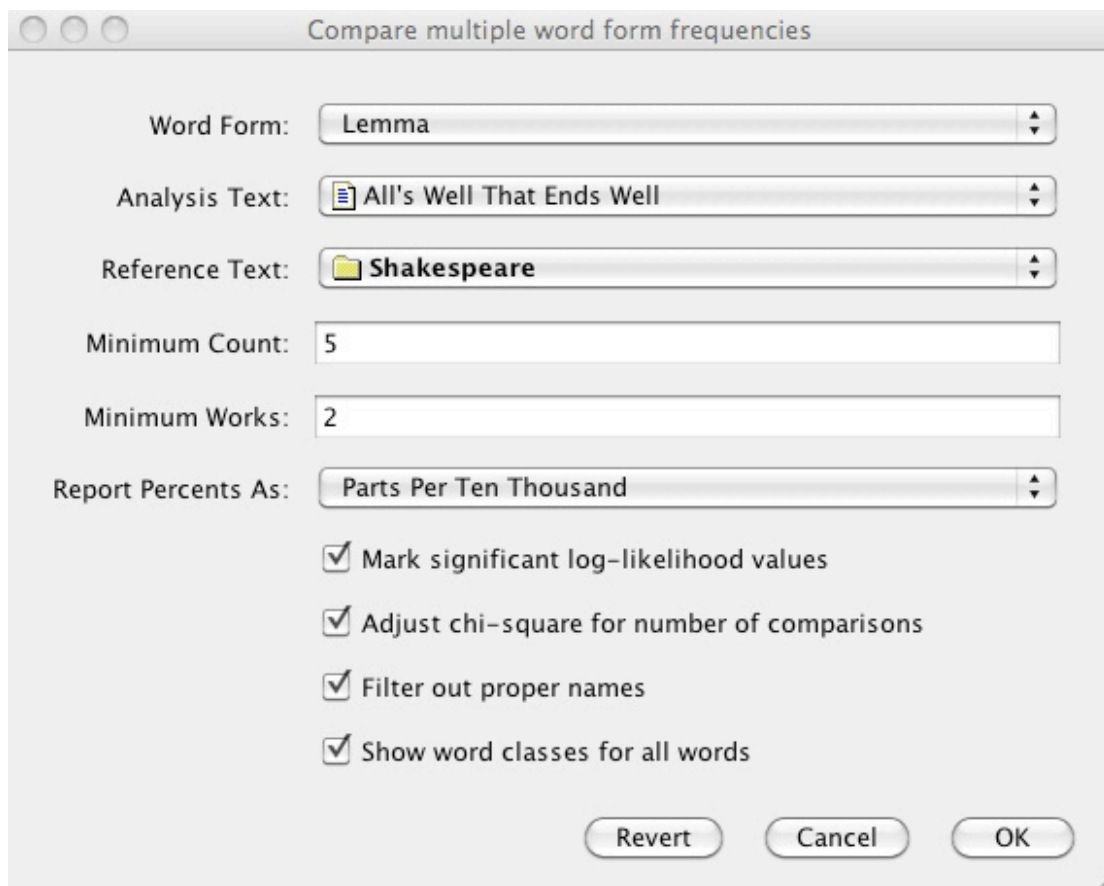 Compare multiple word form frequencies
Word Form: Lemma
Analysis Text: All's Well That Ends Well
Reference Text: Shakespeare
Minimum Count: 5
Minimum Works: 2
Report Percents As: Parts Per Ten Thousand
Mark significant log-likelihood values
Adjust chi-square for number of comparisons
Filter out proper names
Show word classes for all words
Revert Cancel OK